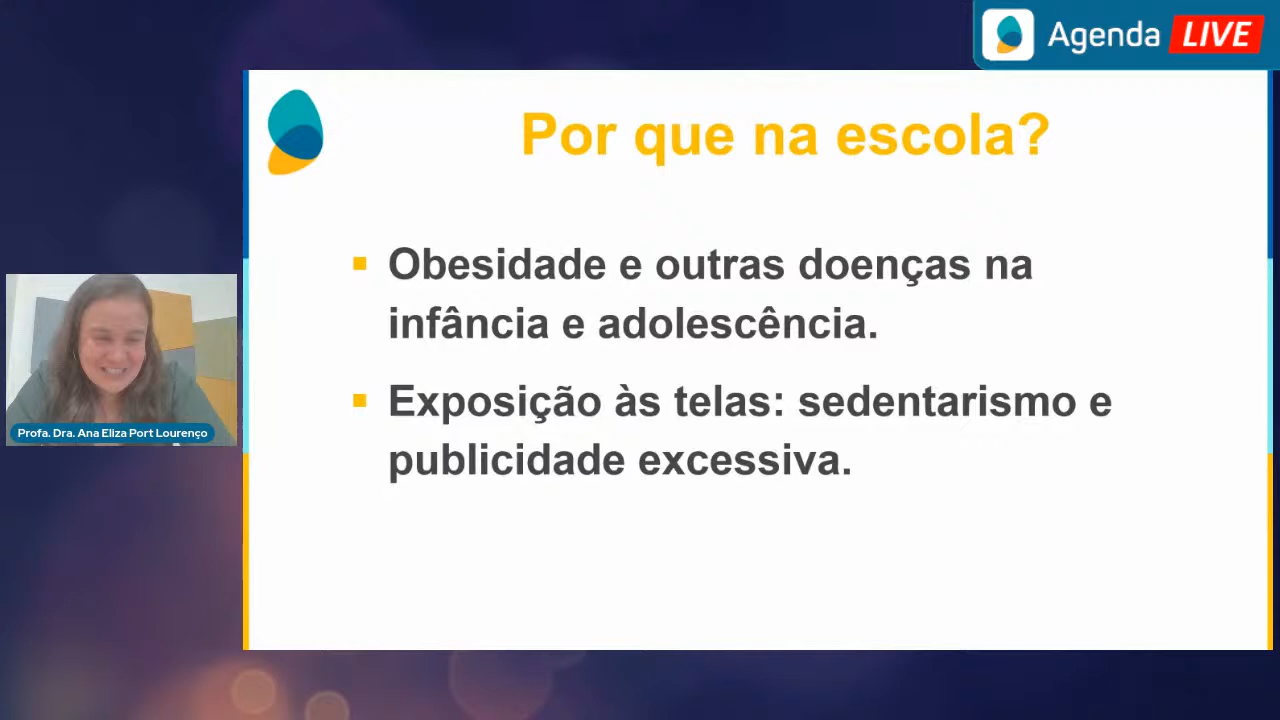 Agenda LIVE
Por que na escola?
▪ Obesidade e outras doenças na
infância e adolescência.
▪ Exposição às telas: sedentarismo e
publicidade excessiva.
Profa. Dra. Ana Eliza Port Lourenço